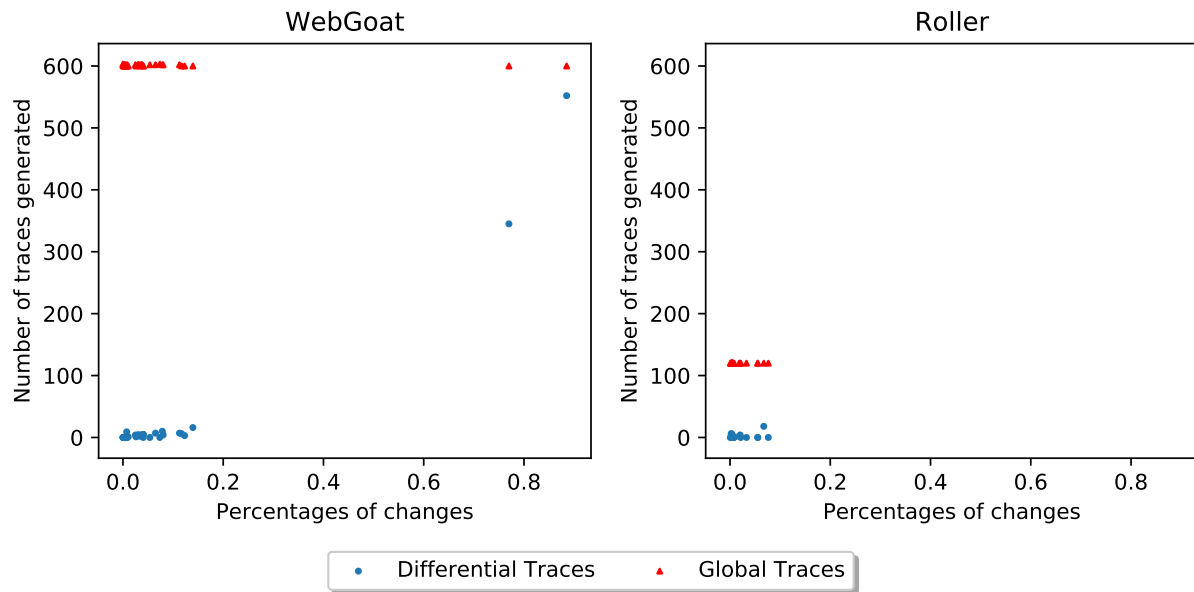 WebGoat
Number of traces generated
600
500
400
300
200
100
0
0.0 0.2 0.4 0.6 0.8
Percentages of changes
Roller
Number of traces generated
600
500
400
300
200
100
0
0.0 0.2 0.4 0.6 0.8
Percentages of changes
Differential Traces Global Traces